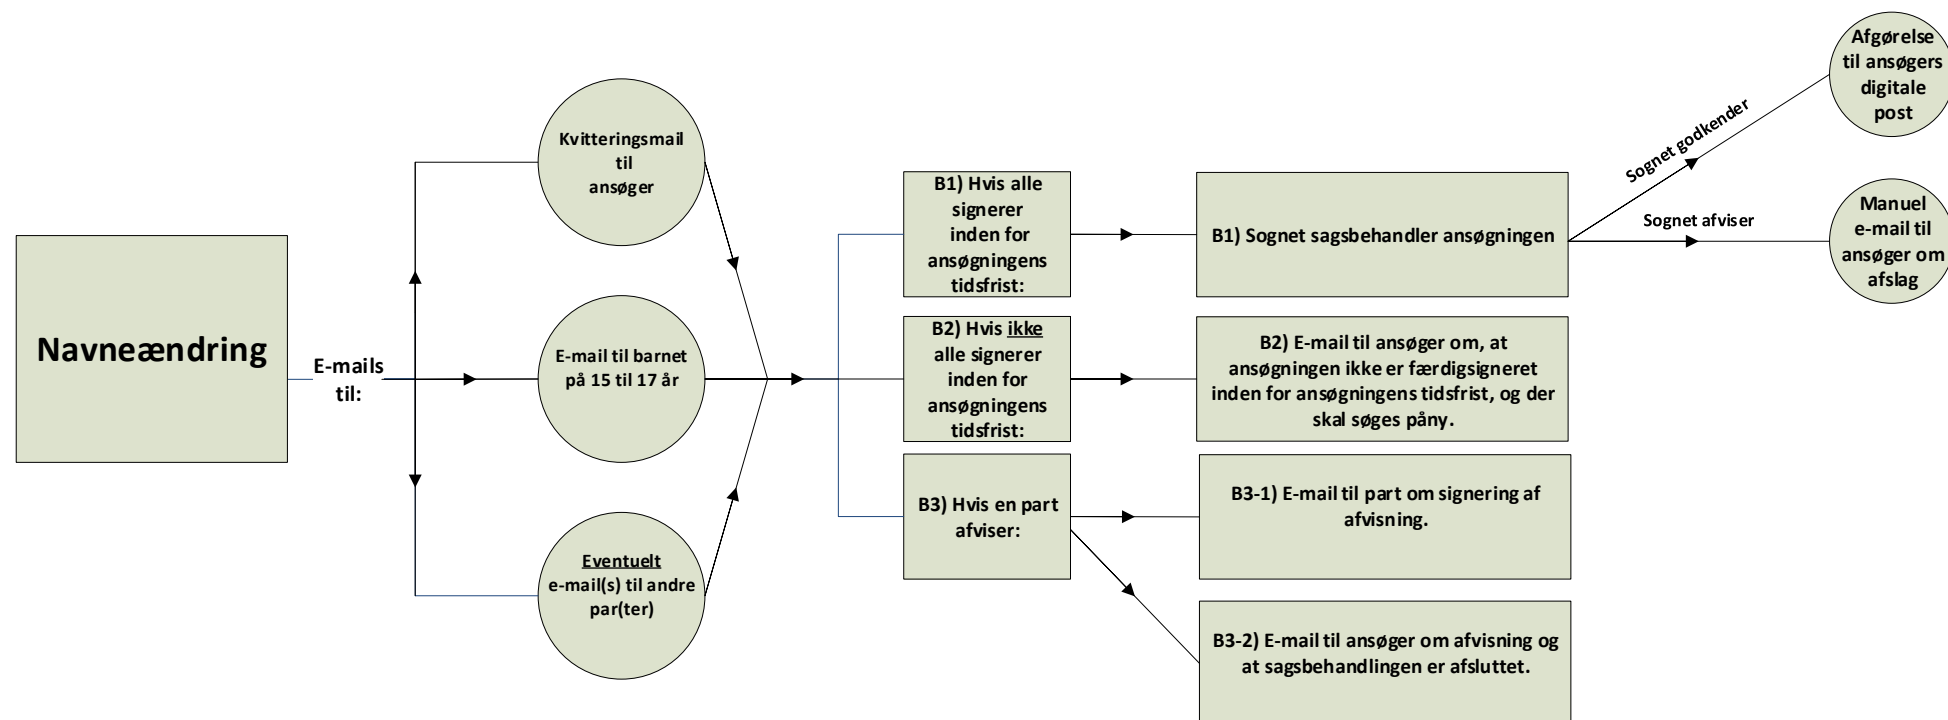 Navneændring
E-mails
til:
Kvitteringsmail
til
ansøger
E-mail til barnet
på 15 til 17 år
Eventuelt
e-mail(s) til andre
par(ter)
B1) Hvis alle
signerer
inden for
ansøgningens
tidsfrist:
B1) Sognet sagsbehandler ansøgningen
Sognet godkender
Afgørelse
til ansøgers
digitale
post
Sognet afviser
Manuel
e-mail til
ansøger om
afslag
B2) Hvis ikke
alle signerer
inden for
ansøgningens
tidsfrist:
B2) E-mail til ansøger om, at
ansøgningen ikke er færdigsigneret
inden for ansøgningens tidsfrist, og der
skal søges påny.
B3) Hvis en part
afviser:
B3-1) E-mail til part om signering af
afvisning.
B3-2) E-mail til ansøger om afvisning og
at sagsbehandlingen er afsluttet.